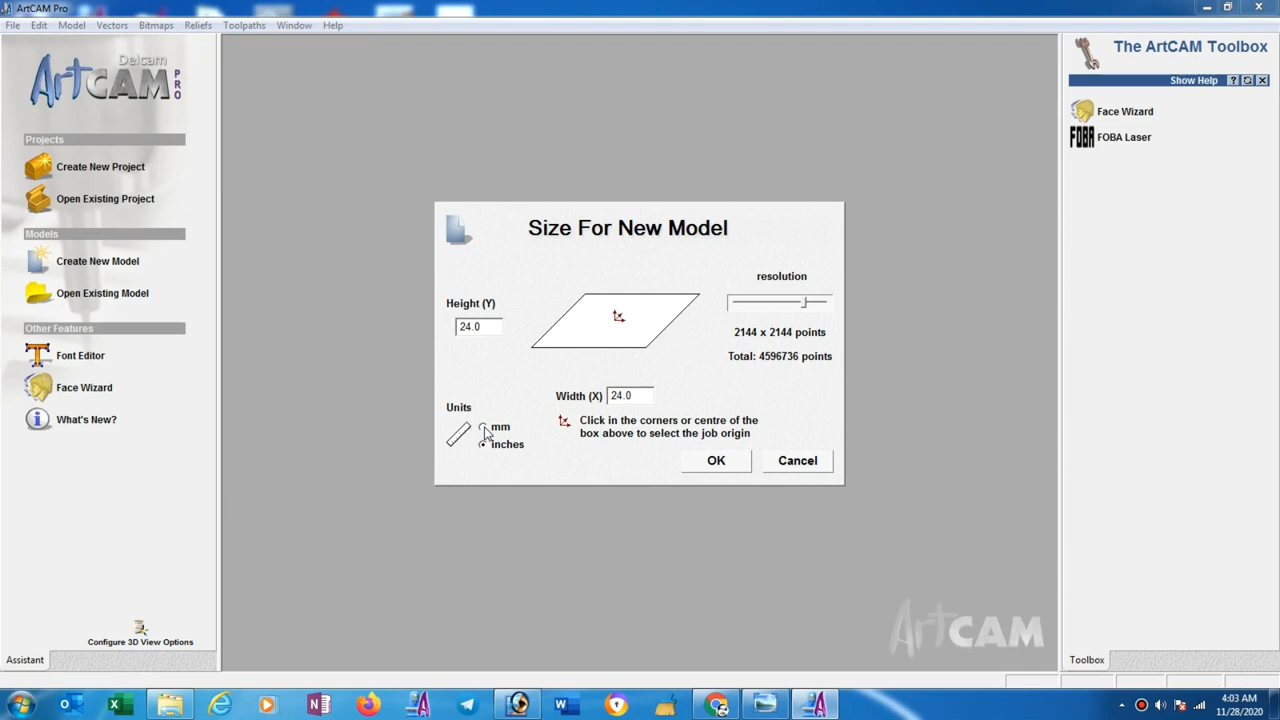 ArtCAM Pro
File Edit Model Vectors Bitmaps Reliefs Toolpaths Window Help
Delcam
ArtCAM PRO
Projects
Create New Project
Open Existing Project
Models
Create New Model
Open Existing Model
Other Features
Font Editor
Face Wizard
What's New?
Configure 3D View Options
Assistant
Size For New Model
resolution
Height (Y)
24.0
2144 x 2144 points
Total: 4596736 points
Width (X) 24.0
Units
mm
inches
Click in the corners or centre of the
box above to select the job origin
OK Cancel
ArtCAM
The ArtCAM Toolbox
Show Help ?
Face Wizard
FOBA FOBA Laser
Toolbox
4:03 AM
11/28/2020